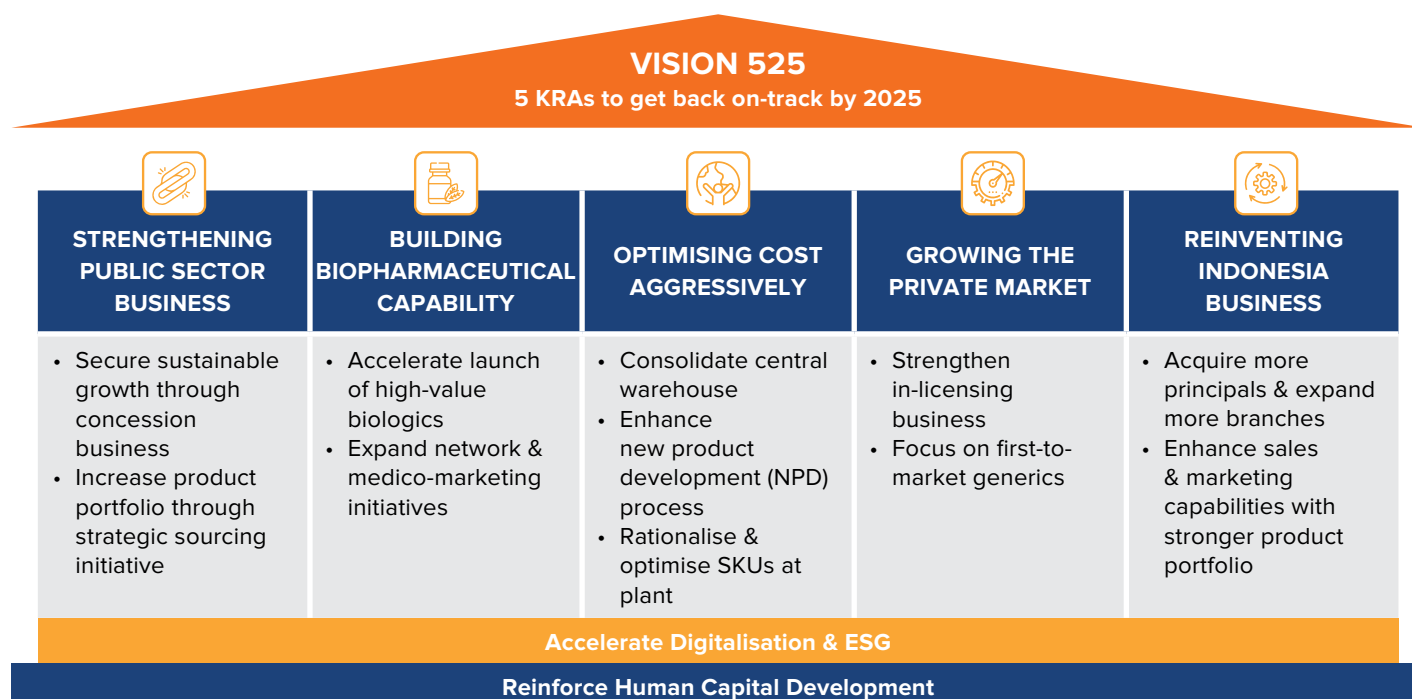 VISION 525
5 KRAs to get back on-track by 2025
STRENGTHENING
PUBLIC SECTOR
BUSINESS
• Secure sustainable
growth through
concession
business
• Increase product
portfolio through
strategic sourcing
initiative
BUILDING
BIOPHARMACEUTICAL
CAPABILITY
• Accelerate launch
of high-value
biologics
• Expand network &
medico-marketing
initiatives
OPTIMISING COST
AGGRESSIVELY
• Consolidate central
warehouse
• Enhance
new product
development (NPD)
process
• Rationalise &
optimise SKUs at
plant
GROWING THE
PRIVATE MARKET
• Strengthen
in-licensing
business
• Focus on first-to-
market generics
REINVENTING
INDONESIA
BUSINESS
• Acquire more
principals & expand
more branches
• Enhance sales
& marketing
capabilities with
stronger product
portfolio
Accelerate Digitalisation & ESG
Reinforce Human Capital Development